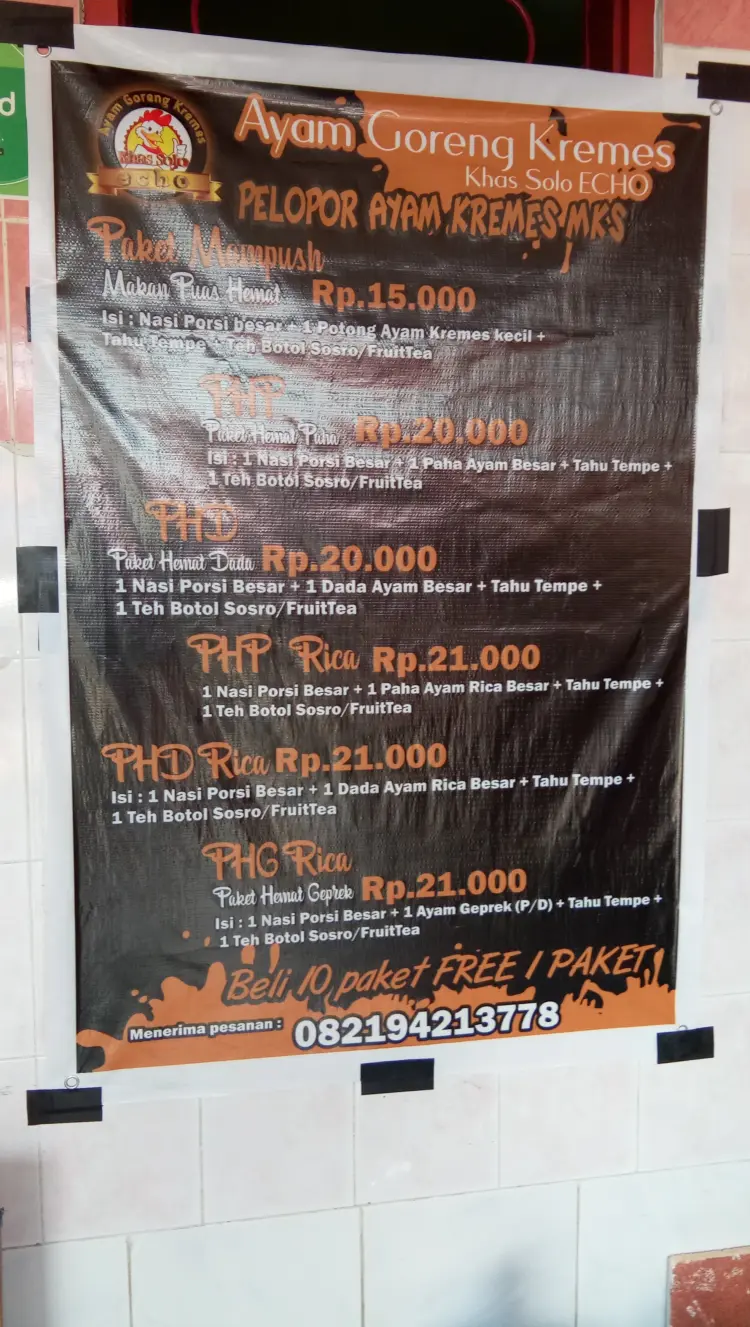 d
Ayam Goreng Kremes
Khas Solo
echo
Ayam Goreng Kremes
Khas Solo ECHO
PELOPOR AYAM KREMES MKS
Paket Mampush
Makan Puas Hemat Rp.15.000
Isi : Nasi Porsi besar + 1 Potong Ayam Kremes kecil +
Tahu Tempe + Teh Botol Sosro/FruitTea
PHP
Paket Hemat Paha Rp.20.000
Isi : 1 Nasi Porsi Besar + 1 Paha Ayam Besar + Tahu Tempe +
1 Teh Botol Sosro/FruitTea
PHD
Paket Hemat Dada Rp.20.000
1 Nasi Porsi Besar + 1 Dada Ayam Besar + Tahu Tempe +
1 Teh Botol Sosro/FruitTea
PHP Rica Rp.21.000
1 Nasi Porsi Besar + 1 Paha Ayam Rica Besar + Tahu Tempe +
1 Teh Botol Sosro/FruitTea
PHD Rica Rp.21.000
Isi : 1 Nasi Porsi Besar + 1 Dada Ayam Rica Besar + Tahu Tempe +
1 Teh Botol Sosro/FruitTea
PHG Rica
Paket Hemat Geprek Rp.21.000
Isi : 1 Nasi Porsi Besar + 1 Ayam Geprek (P/D) + Tahu Tempe +
1 Teh Botol Sosro/FruitTea
Beli 10 paket FREE 1 PAKET!
Menerima pesanan : 082194213778